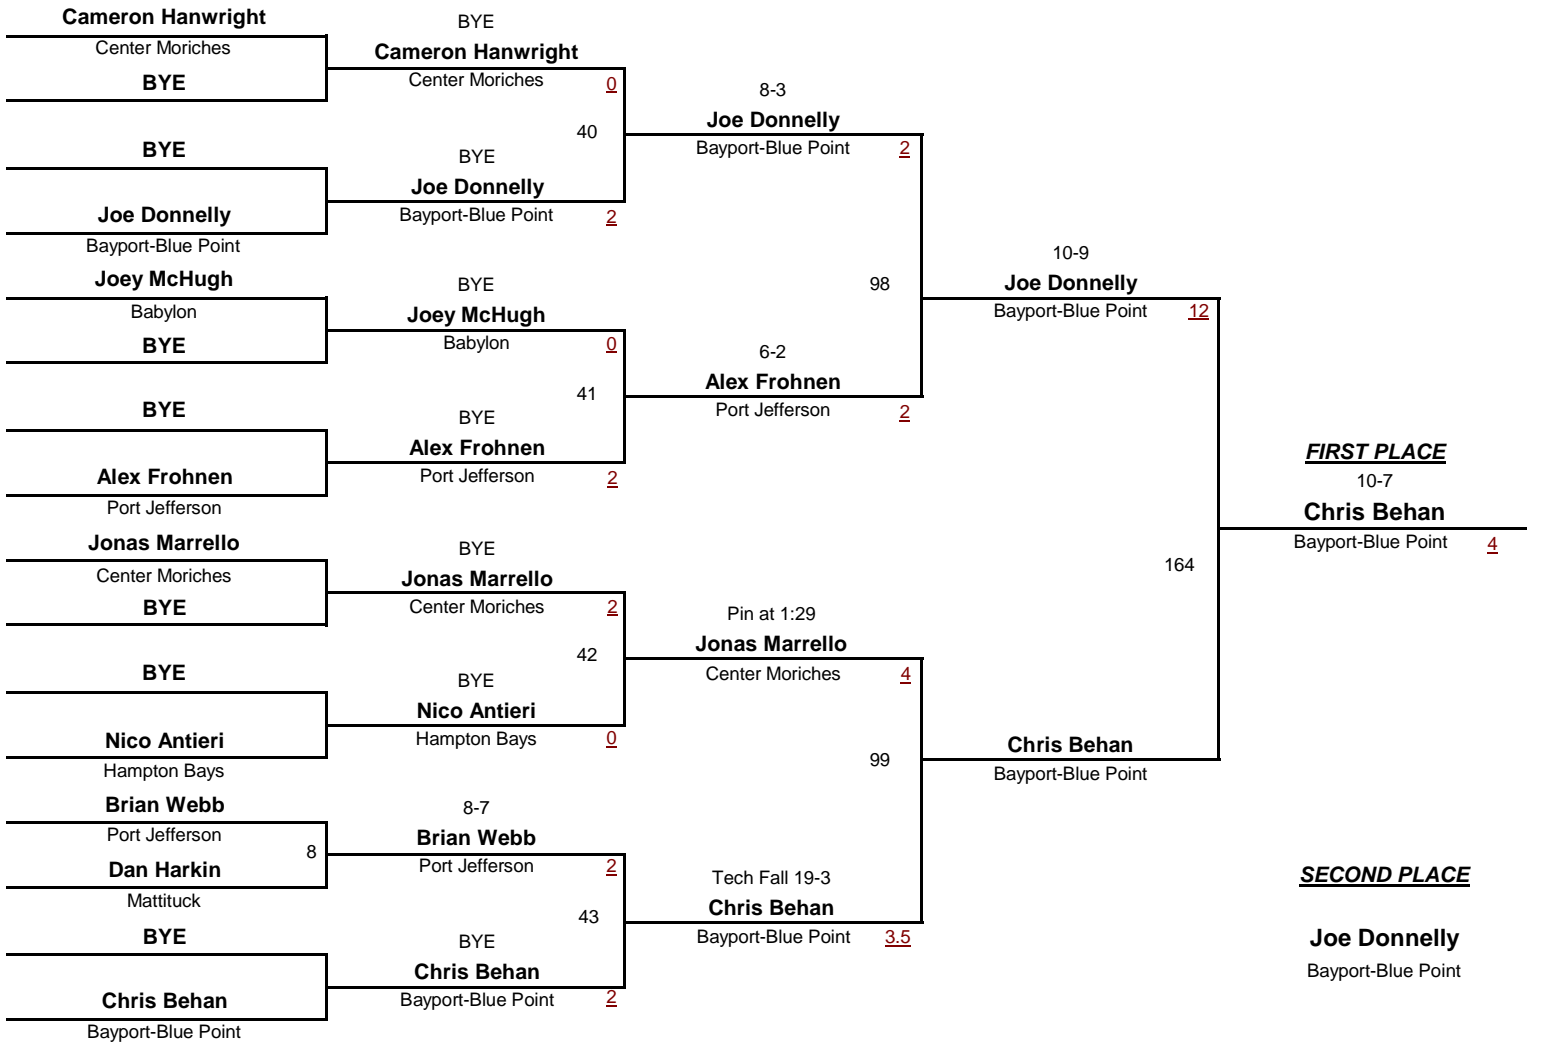 Cameron Hanwright
Center Moriches
BYE
BYE
Joe Donnelly
Bayport-Blue Point
Joey McHugh
Babylon
BYE
BYE
Alex Frohnen
Port Jefferson
Jonas Marrello
Center Moriches
BYE
BYE
Nico Antieri
Hampton Bays
Brian Webb
Port Jefferson
8
Dan Harkin
Mattituck
BYE
Chris Behan
Bayport-Blue Point
BYE
Cameron Hanwright
Center Moriches
0
40
BYE
Joe Donnelly
Bayport-Blue Point
2
BYE
Joey McHugh
Babylon
0
41
BYE
Alex Frohnen
Port Jefferson
2
BYE
Jonas Marrello
Center Moriches
2
42
BYE
Nico Antieri
Hampton Bays
0
8-7
Brian Webb
Port Jefferson
2
43
BYE
Chris Behan
Bayport-Blue Point
2
8-3
Joe Donnelly
Bayport-Blue Point
2
98
6-2
Alex Frohnen
Port Jefferson
2
Pin at 1:29
Jonas Marrello
Center Moriches
4
99
Tech Fall 19-3
Chris Behan
Bayport-Blue Point
3.5
10-9
Joe Donnelly
Bayport-Blue Point
12
164
Chris Behan
Bayport-Blue Point
FIRST PLACE
10-7
Chris Behan
Bayport-Blue Point
4
SECOND PLACE
Joe Donnelly
Bayport-Blue Point